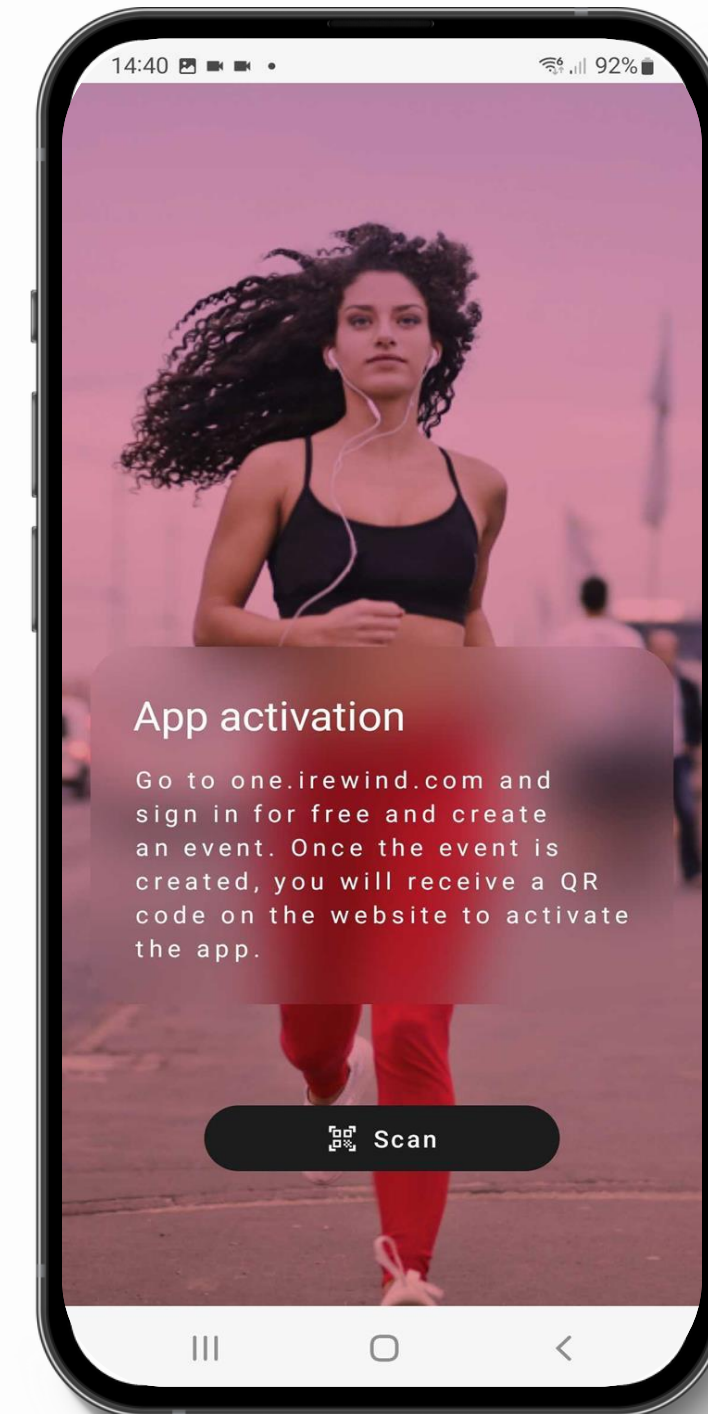 14:40 92%
App activation
Go to one.irewind.com and
sign in for free and create
an event. Once the event is
created, you will receive a QR
code on the website to activate
the app.
Scan